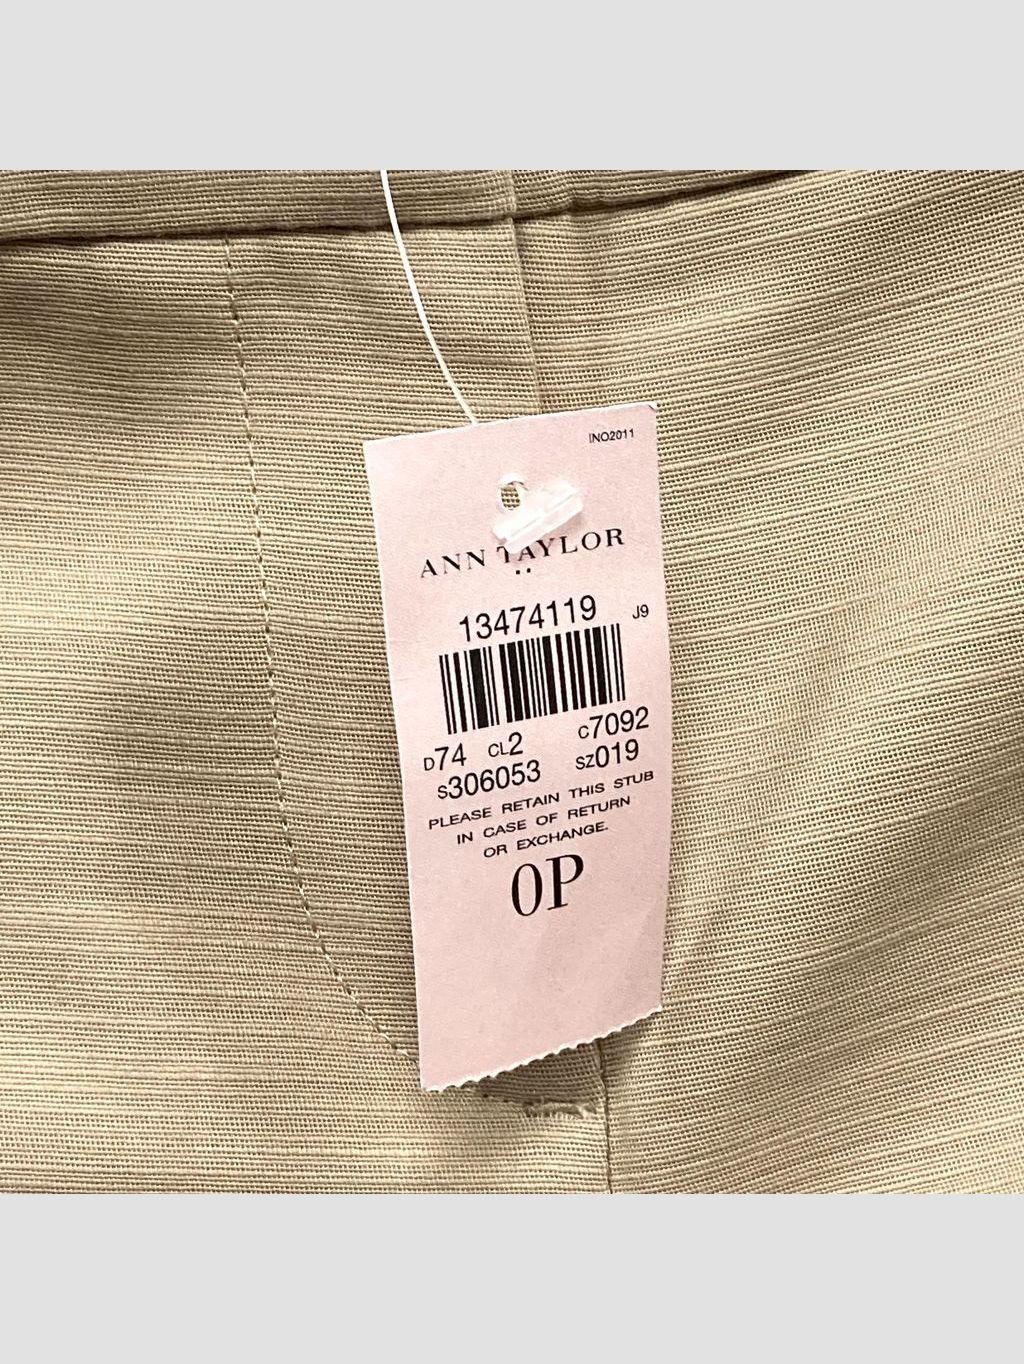 INO2011
ANN TAYLOR
13474119
J9
D74 CL2 C7092
S306053 SZ019
PLEASE RETAIN THIS STUB
IN CASE OF RETURN
OR EXCHANGE.
0P